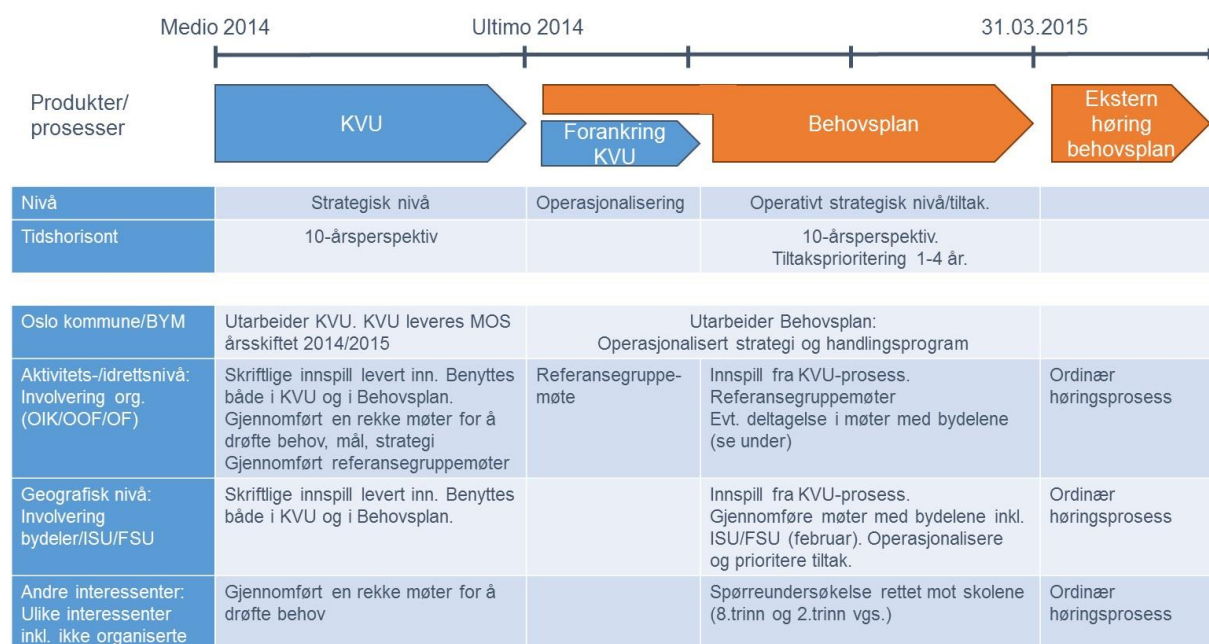 Medio 2014
Ultimo 2014
31.03.2015
Produkter/
prosesser
KVU
Forankring
KVU
Behovsplan
Ekstern
høring
behovsplan
Nivå
Strategisk nivå
Operasjonalisering
Operativt strategisk nivå/tiltak.
Tidshorisont
10-årsperspektiv
10-årsperspektiv.
Tiltaksprioritering 1-4 år.
Oslo kommune/BYM
Utarbeider KVU. KVU leveres MOS
årsskiftet 2014/2015
Utarbeider Behovsplan:
Operasjonalisert strategi og handlingsprogram
Aktivitets-/idrettsnivå:
Involvering org.
(OIK/OOF/OF)
Skriftlige innspill levert inn. Benyttes
både i KVU og i Behovsplan.
Gjennomført en rekke møter for å
drøfte behov, mål, strategi
Gjennomført referansegruppemøter
Referansegruppe-
møte
Innspill fra KVU-prosess.
Referansegruppemøter
Evt. deltagelse i møter med bydelene
(se under)
Ordinær
høringsprosess
Geografisk nivå:
Involvering
bydeler/ISU/FSU
Skriftlige innspill levert inn. Benyttes
både i KVU og i Behovsplan.
Innspill fra KVU-prosess.
Gjennomføre møter med bydelene inkl.
ISU/FSU (februar). Operasjonalisere
og prioritere tiltak.
Ordinær
høringsprosess
Andre interessenter:
Ulike interessenter
inkl. ikke organiserte
Gjennomført en rekke møter for å
drøfte behov
Spørreundersøkelse rettet mot skolene
(8.trinn og 2.trinn vgs.)
Ordinær
høringsprosess